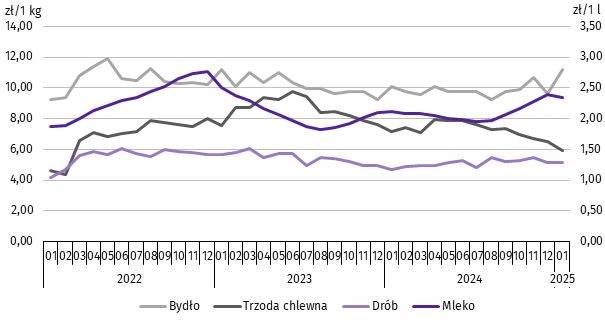 zł/1 kg zł/1 l
14,00 3,50
12,00 3,00
10,00 2,50
8,00 2,00
6,00 1,50
4,00 1,00
2,00 0,50
0,00 0,00
01 02 03 04 05 06 07 08 09 10 11 12 01 02 03 04 05 06 07 08 09 10 11 12 01 02 03 04 05 06 07 08 09 10 11 12 01
2022 2023 2024 2025
Bydło Trzoda chlewna Drób Mleko